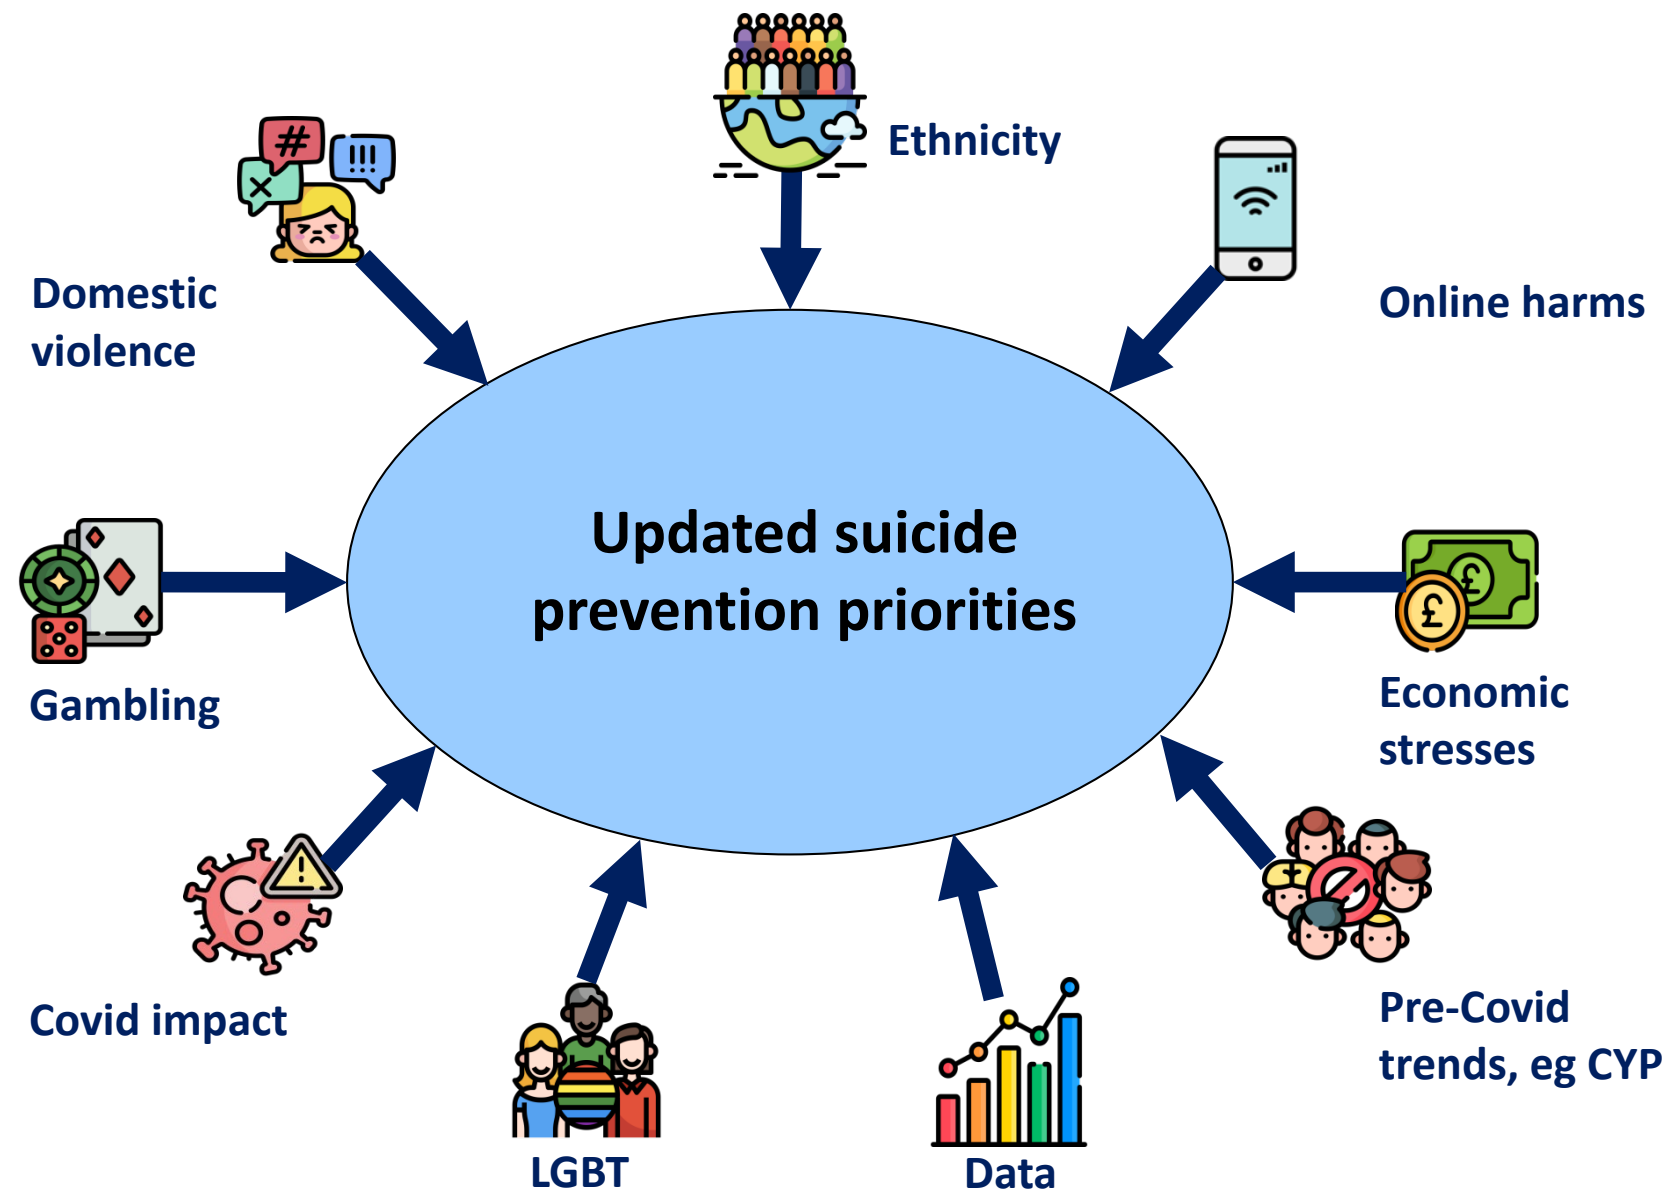 Ethnicity
Online harms
Domestic
violence
Updated suicide
prevention priorities
Economic
stresses
Gambling
Pre-Covid
trends, eg CYP
Covid impact
LGBT
Data
#
!!!
£
£